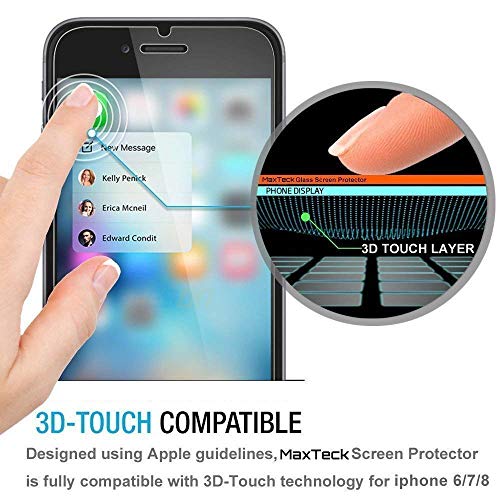 New Message
Kelly Penick
Erica Mcneil
Edward Condit
MaxTeck Glass Screen Protector
PHONE DISPLAY
3D TOUCH LAYER
3D-TOUCH COMPATIBLE
Designed using Apple guidelines, MaxTeck Screen Protector
is fully compatible with 3D-Touch technology for iphone 6/7/8